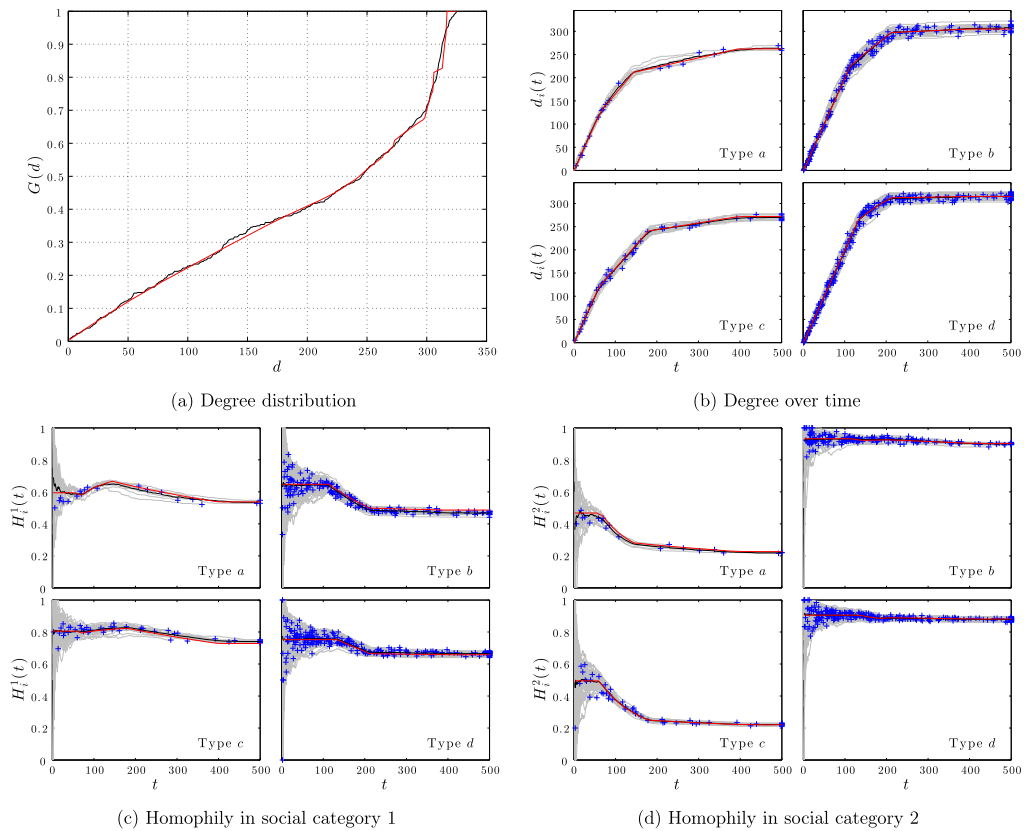 1
0.9
0.8
0.7
0.6
0.5
0.4
0.3
0.2
0.1
0
G(d)
0 50 100 150 200 250 300 350
d
(a) Degree distribution
300
250
200
150
100
50
0
d_i(t)
Type a
Type b
300
250
200
150
100
50
0
d_i(t)
Type c
Type d
0 100 200 300 400 500
0 100 200 300 400 500
t
t
(b) Degree over time
1
0.8
0.6
0.4
0.2
0
H_i^1(t)
Type a
Type b
1
0.8
0.6
0.4
0.2
0
H_i^1(t)
Type c
Type d
0 100 200 300 400 500
0 100 200 300 400 500
t
t
(c) Homophily in social category 1
1
0.8
0.6
0.4
0.2
0
H_i^2(t)
Type a
Type b
1
0.8
0.6
0.4
0.2
0
H_i^2(t)
Type c
Type d
0 100 200 300 400 500
0 100 200 300 400 500
t
t
(d) Homophily in social category 2